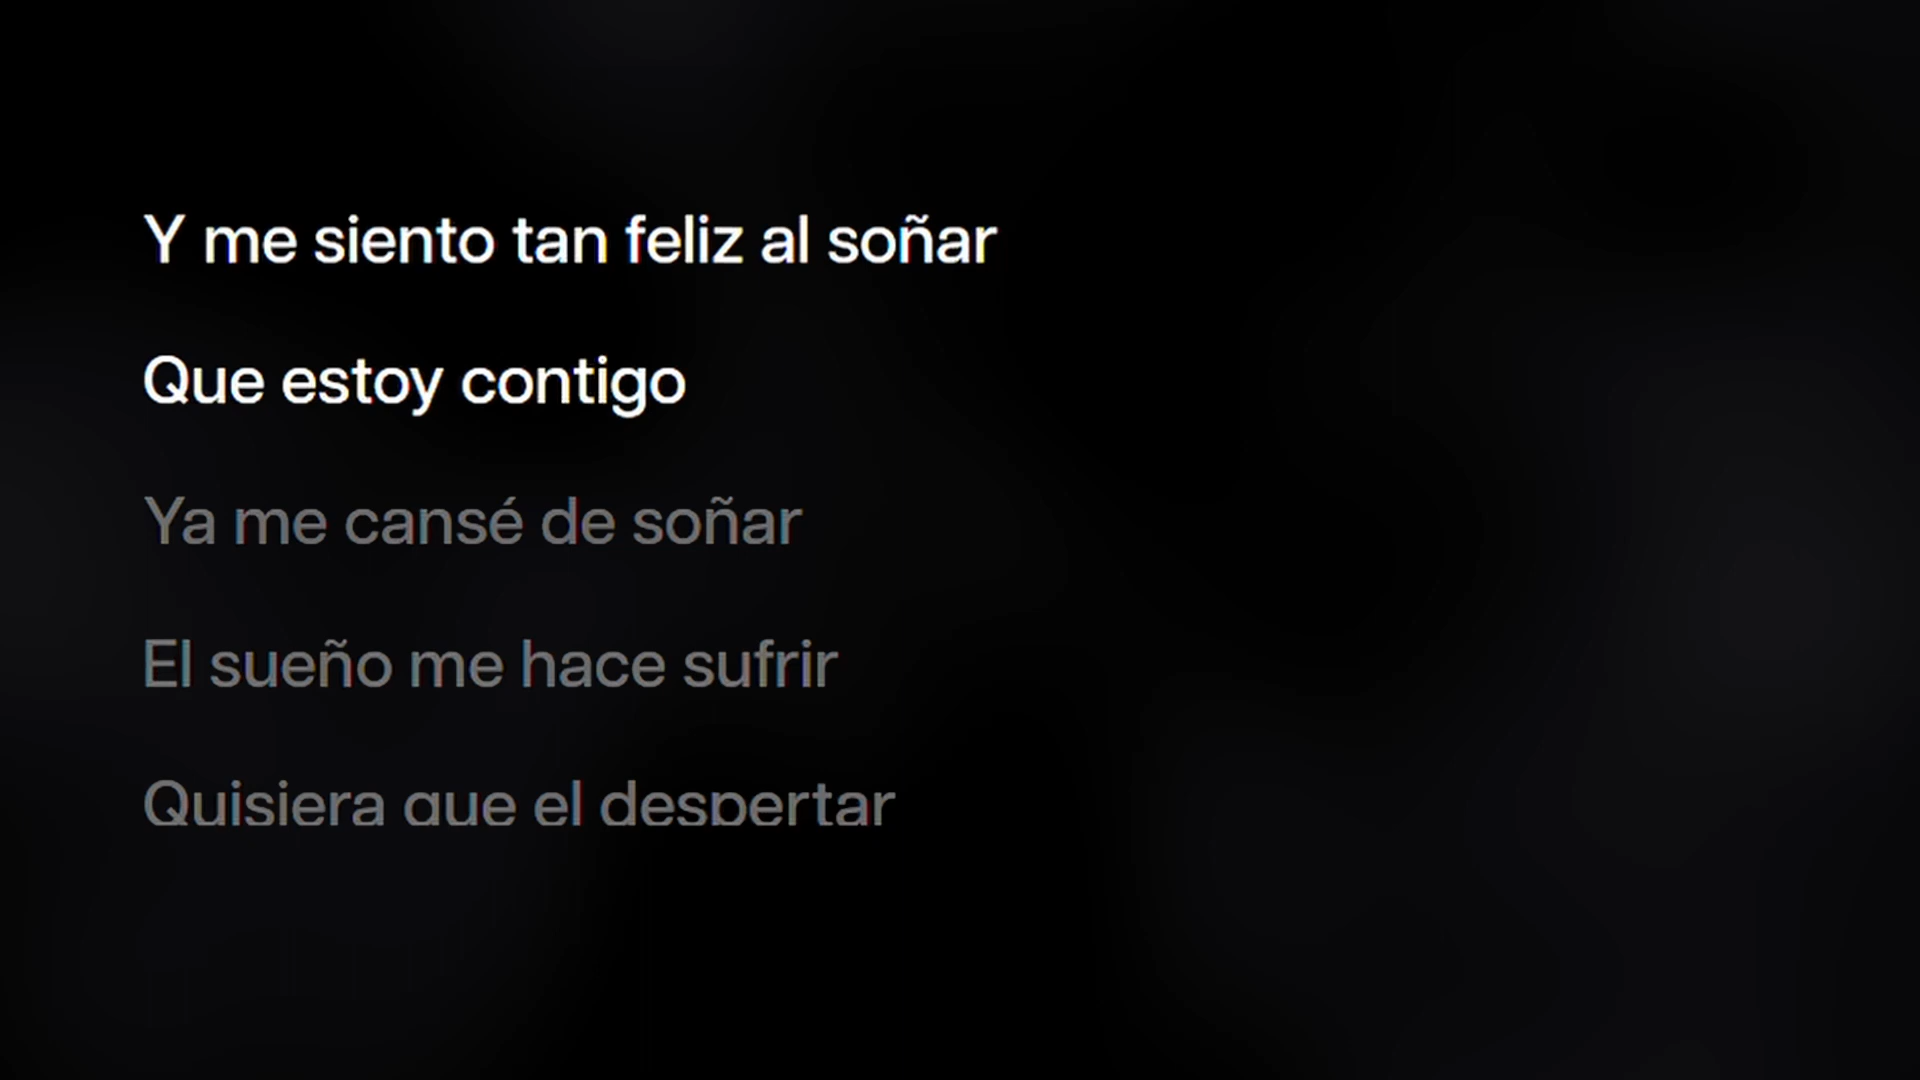 Y me siento tan feliz al soñar
Que estoy contigo
Ya me cansé de soñar
El sueño me hace sufrir
Quisiera que el despertar